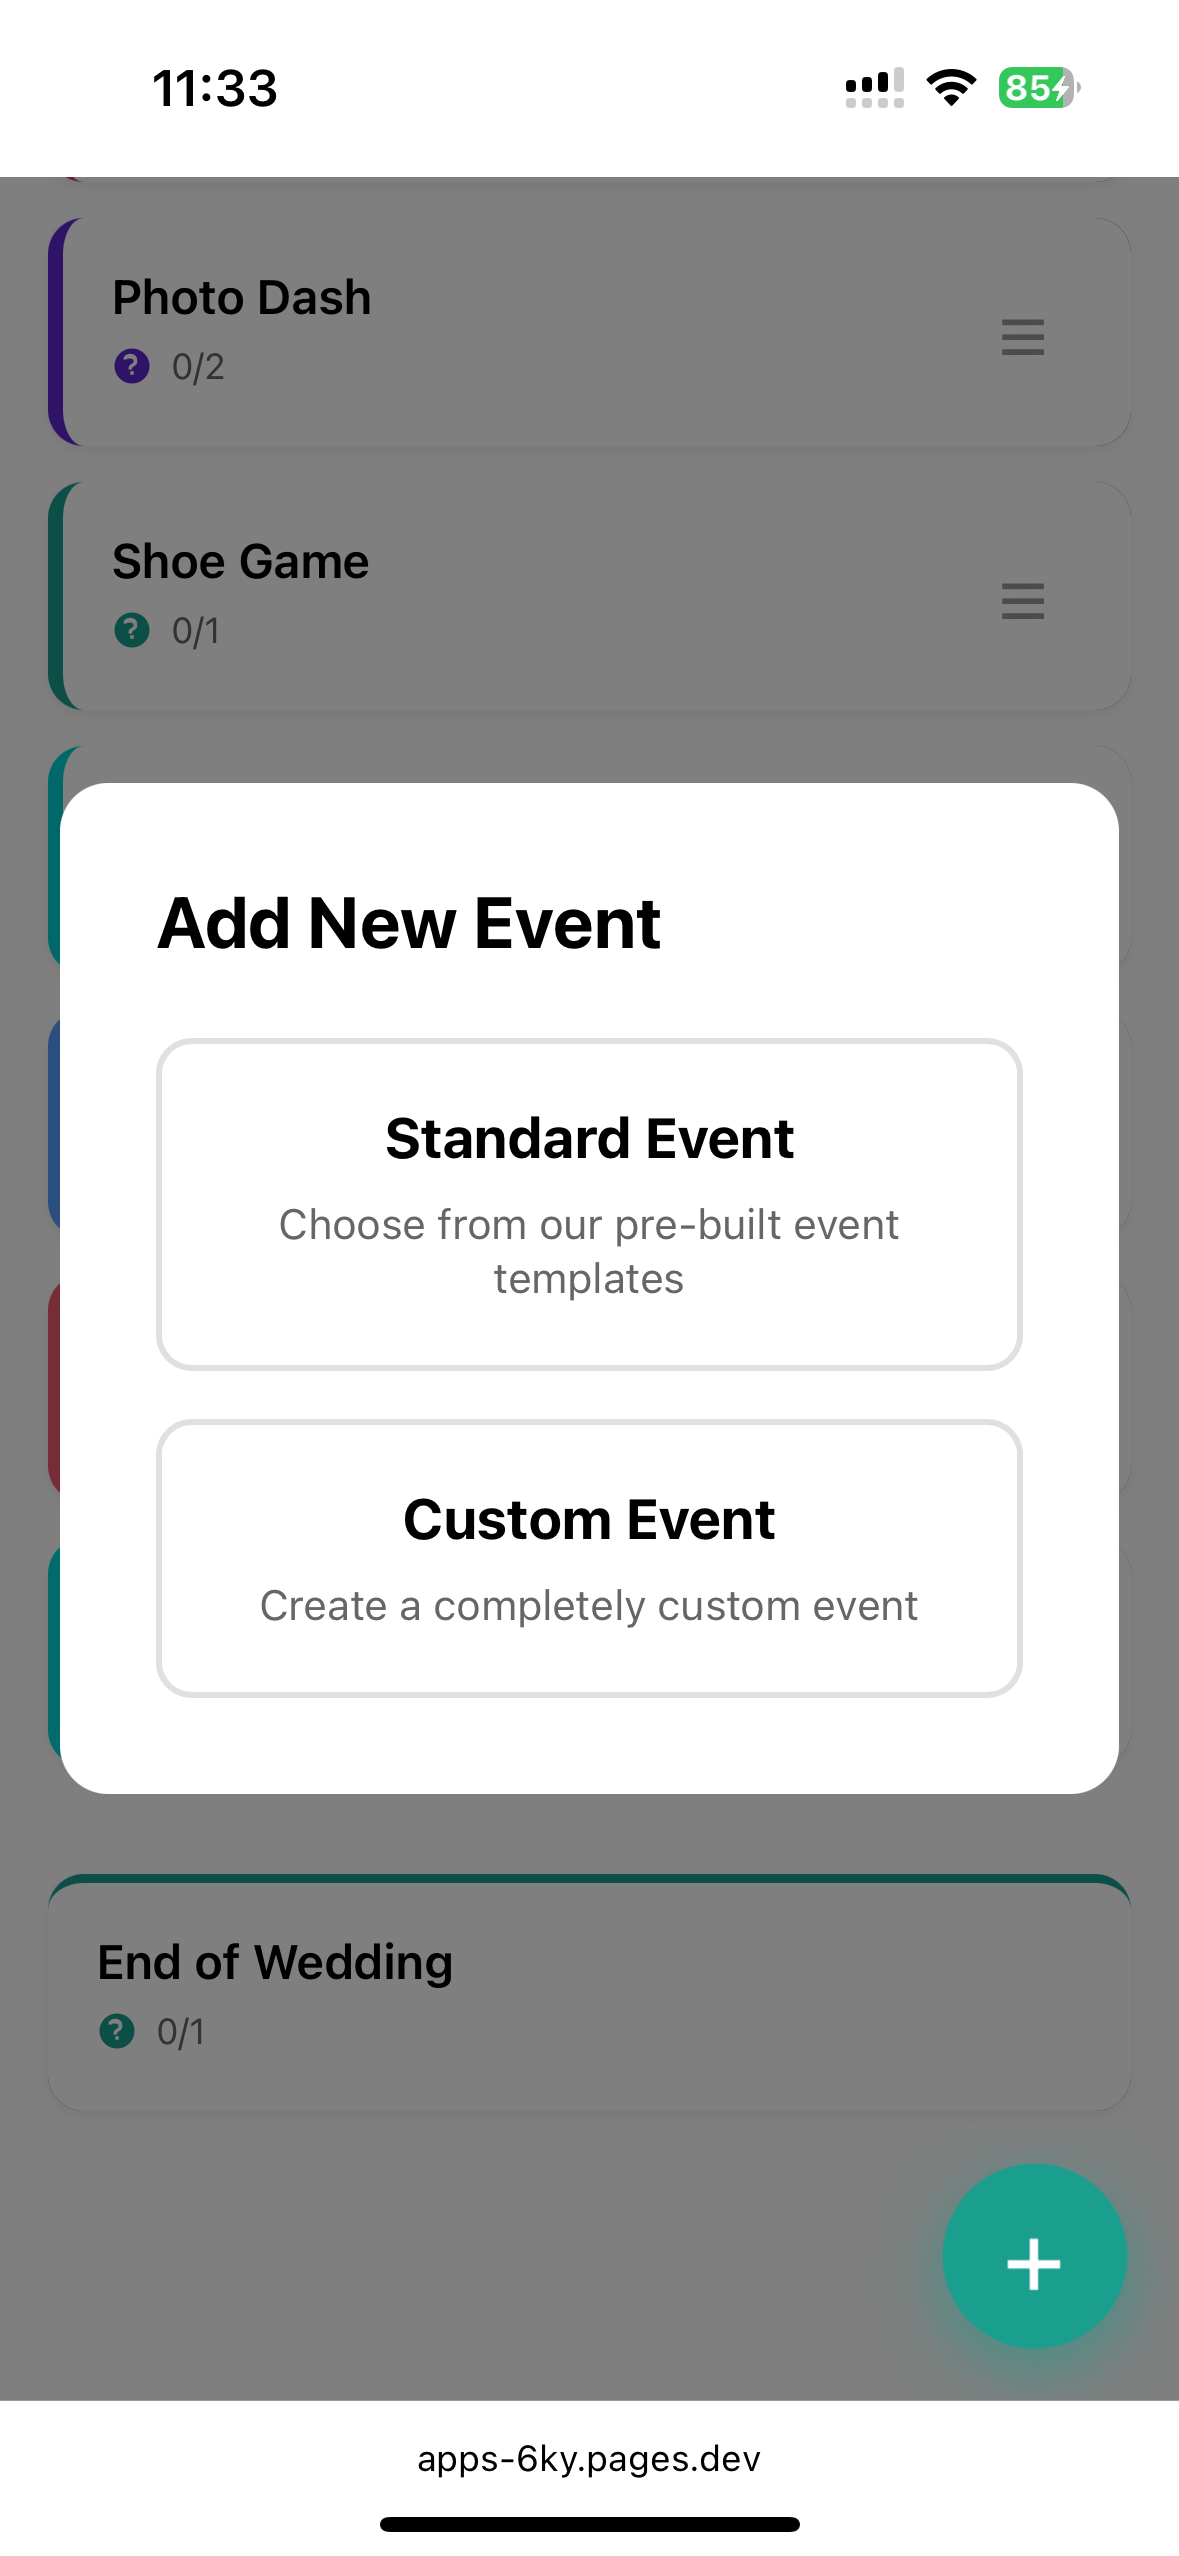 11:33
85
Photo Dash
? 0/2
Shoe Game
? 0/1
Add New Event
Standard Event
Choose from our pre-built event
templates
Custom Event
Create a completely custom event
End of Wedding
? 0/1
+
apps-6ky.pages.dev